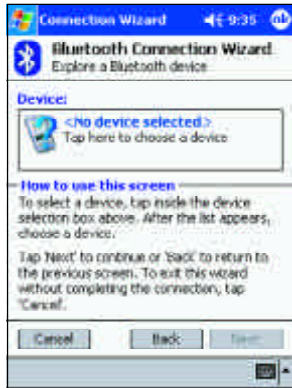 Connection Wizard 9:35 ok
Bluetooth Connection Wizard
Explore a Bluetooth device
Device:
<No device selected.>
Tap here to choose a device
How to use this screen
To select a device, tap inside the device
selection box above. After the list appears,
choose a device.
Tap 'Next' to continue or 'Back' to return to
the previous screen. To exit this wizard
without completing the connection, tap
'Cancel'.
Cancel Back Next